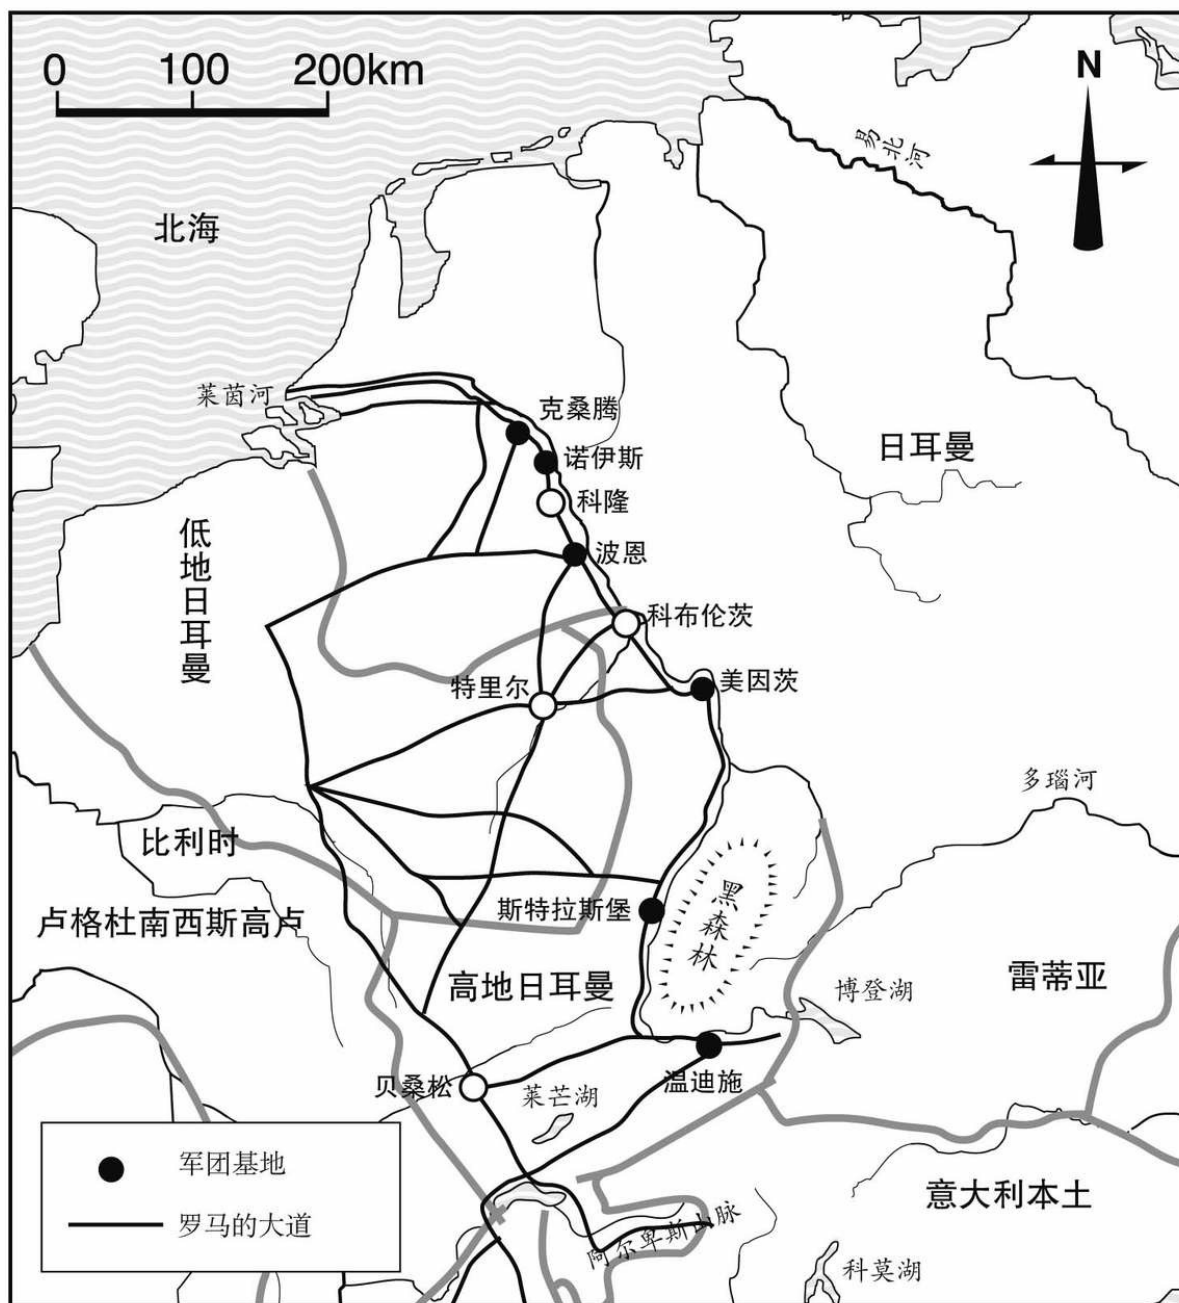 0 100 200km
N
易北河
北海
莱茵河
克桑腾
诺伊斯
日耳曼
科隆
低地日耳曼
波恩
科布伦茨
特里尔
美因茨
多瑙河
比利时
黑森林
斯特拉斯堡
卢格杜南西斯高卢
高地日耳曼
雷蒂亚
博登湖
贝桑松
莱芒湖
温迪施
军团基地
罗马的大道
意大利本土
阿尔卑斯山脉
科莫湖